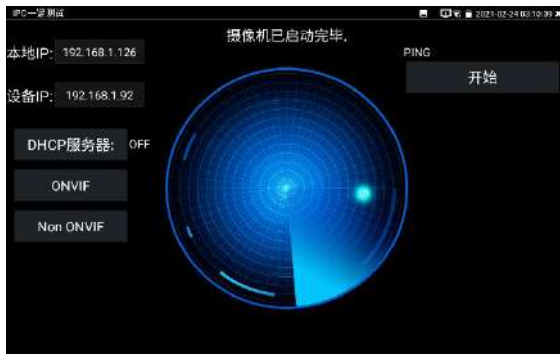 IPC一键测试
2021-02-24 03:10:39
摄像机已启动完毕.
本地IP: 192.168.1.126
PING
开始
设备IP: 192.168.1.92
DHCP服务器: OFF
ONVIF
Non ONVIF